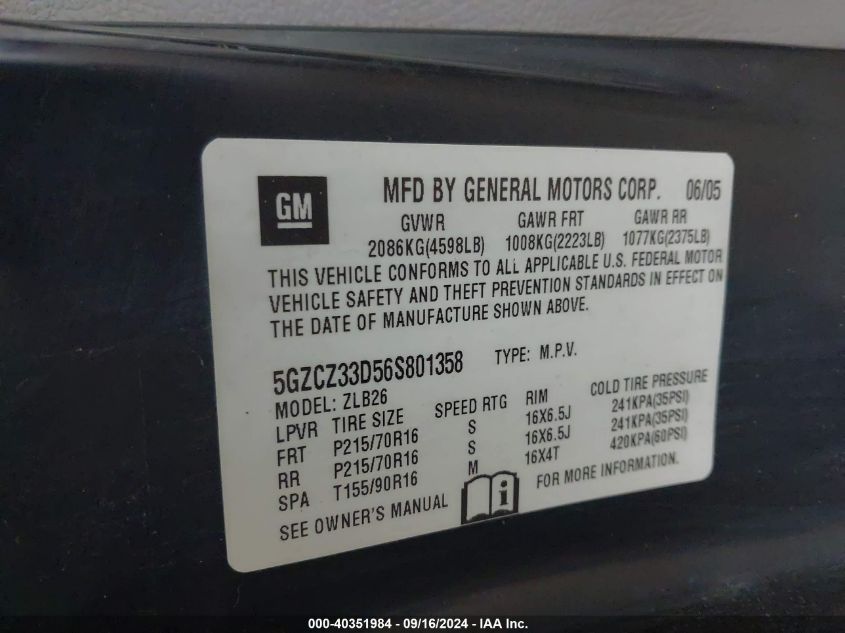 GM
MFD BY GENERAL MOTORS CORP. 06/05
GVWR GAWR FRT GAWR RR
2086KG(4598LB) 1008KG(2223LB) 1077KG(2375LB)
THIS VEHICLE CONFORMS TO ALL APPLICABLE U.S. FEDERAL MOTOR
VEHICLE SAFETY AND THEFT PREVENTION STANDARDS IN EFFECT ON
THE DATE OF MANUFACTURE SHOWN ABOVE.
5GZCZ33D56S801358 TYPE: M.P.V.
MODEL: ZLB26
LPVR TIRE SIZE SPEED RTG RIM COLD TIRE PRESSURE
FRT P215/70R16 S 16X6.5J 241KPA(35PSI)
RR P215/70R16 S 16X6.5J 241KPA(35PSI)
SPA T155/90R16 M 16X4T 420KPA(60PSI)
SEE OWNER'S MANUAL i FOR MORE INFORMATION.
000-40351984 - 09/16/2024 - IAA Inc.